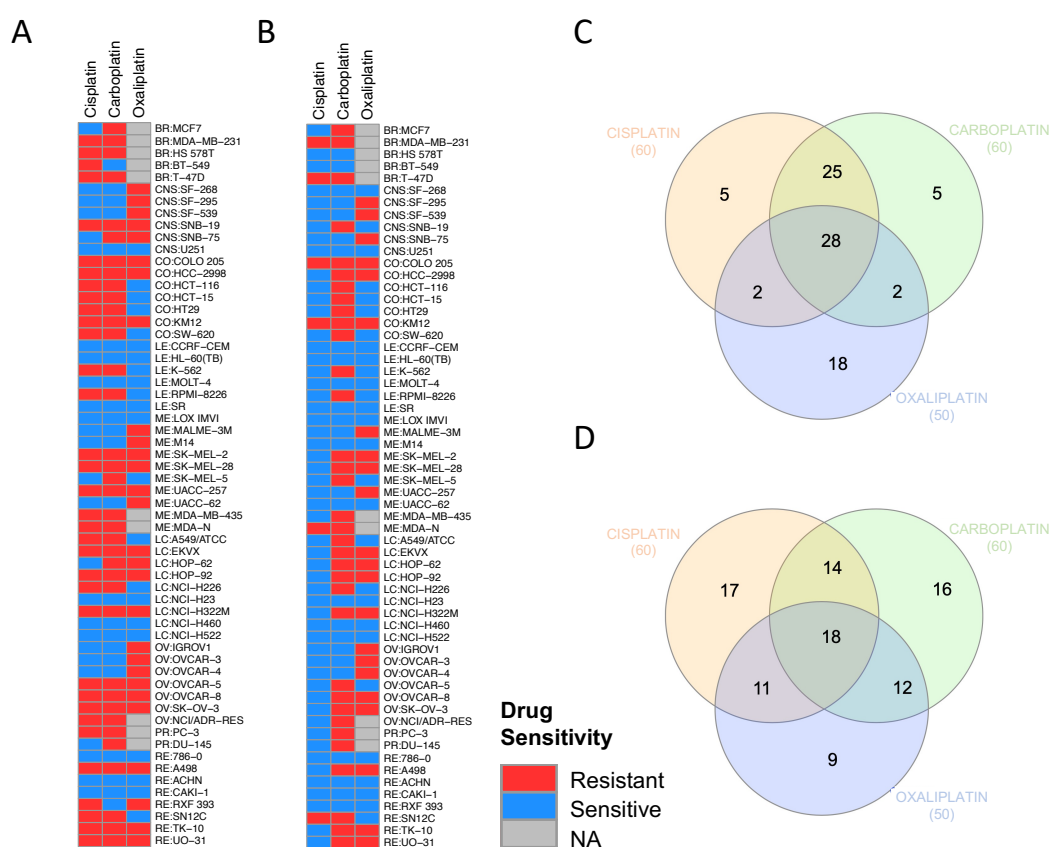 A
Cisplatin
Carboplatin
Oxaliplatin
BR:MCF7
BR:MDA−MB−231
BR:HS 578T
BR:BT−549
BR:T−47D
CNS:SF−268
CNS:SF−295
CNS:SF−539
CNS:SNB−19
CNS:SNB−75
CNS:U251
CO:COLO 205
CO:HCC−2998
CO:HCT−116
CO:HCT−15
CO:HT29
CO:KM12
CO:SW−620
LE:CCRF−CEM
LE:HL−60(TB)
LE:K−562
LE:MOLT−4
LE:RPMI−8226
LE:SR
ME:LOX IMVI
ME:MALME−3M
ME:M14
ME:SK−MEL−2
ME:SK−MEL−28
ME:SK−MEL−5
ME:UACC−257
ME:UACC−62
ME:MDA−MB−435
ME:MDA−N
LC:A549/ATCC
LC:EKVX
LC:HOP−62
LC:HOP−92
LC:NCI−H226
LC:NCI−H23
LC:NCI−H322M
LC:NCI−H460
LC:NCI−H522
OV:IGROV1
OV:OVCAR−3
OV:OVCAR−4
OV:OVCAR−5
OV:OVCAR−8
OV:SK−OV−3
OV:NCI/ADR−RES
PR:PC−3
PR:DU−145
RE:786−0
RE:A498
RE:ACHN
RE:CAKI−1
RE:RXF 393
RE:SN12C
RE:TK−10
RE:UO−31
B
Cisplatin
Carboplatin
Oxaliplatin
BR:MCF7
BR:MDA−MB−231
BR:HS 578T
BR:BT−549
BR:T−47D
CNS:SF−268
CNS:SF−295
CNS:SF−539
CNS:SNB−19
CNS:SNB−75
CNS:U251
CO:COLO 205
CO:HCC−2998
CO:HCT−116
CO:HCT−15
CO:HT29
CO:KM12
CO:SW−620
LE:CCRF−CEM
LE:HL−60(TB)
LE:K−562
LE:MOLT−4
LE:RPMI−8226
LE:SR
ME:LOX IMVI
ME:MALME−3M
ME:M14
ME:SK−MEL−2
ME:SK−MEL−28
ME:SK−MEL−5
ME:UACC−257
ME:UACC−62
ME:MDA−MB−435
ME:MDA−N
LC:A549/ATCC
LC:EKVX
LC:HOP−62
LC:HOP−92
LC:NCI−H226
LC:NCI−H23
LC:NCI−H322M
LC:NCI−H460
LC:NCI−H522
OV:IGROV1
OV:OVCAR−3
OV:OVCAR−4
OV:OVCAR−5
OV:OVCAR−8
OV:SK−OV−3
OV:NCI/ADR−RES
PR:PC−3
PR:DU−145
RE:786−0
RE:A498
RE:ACHN
RE:CAKI−1
RE:RXF 393
RE:SN12C
RE:TK−10
RE:UO−31
Drug
Sensitivity
Resistant
Sensitive
NA
C
CISPLATIN
(60)
CARBOPLATIN
(60)
25
5
5
28
2
2
18
OXALIPLATIN
(50)
D
CISPLATIN
(60)
CARBOPLATIN
(60)
14
17
16
18
11
12
9
OXALIPLATIN
(50)